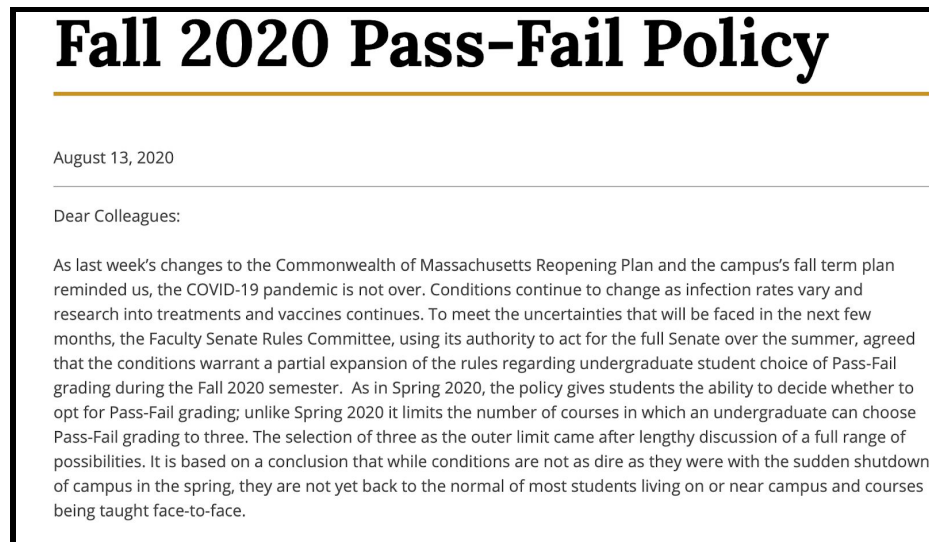 Fall 2020 Pass-Fail Policy
August 13, 2020
Dear Colleagues:
As last week’s changes to the Commonwealth of Massachusetts Reopening Plan and the campus’s fall term plan
reminded us, the COVID-19 pandemic is not over. Conditions continue to change as infection rates vary and
research into treatments and vaccines continues. To meet the uncertainties that will be faced in the next few
months, the Faculty Senate Rules Committee, using its authority to act for the full Senate over the summer, agreed
that the conditions warrant a partial expansion of the rules regarding undergraduate student choice of Pass-Fail
grading during the Fall 2020 semester.  As in Spring 2020, the policy gives students the ability to decide whether to
opt for Pass-Fail grading; unlike Spring 2020 it limits the number of courses in which an undergraduate can choose
Pass-Fail grading to three. The selection of three as the outer limit came after lengthy discussion of a full range of
possibilities. It is based on a conclusion that while conditions are not as dire as they were with the sudden shutdown
of campus in the spring, they are not yet back to the normal of most students living on or near campus and courses
being taught face-to-face.